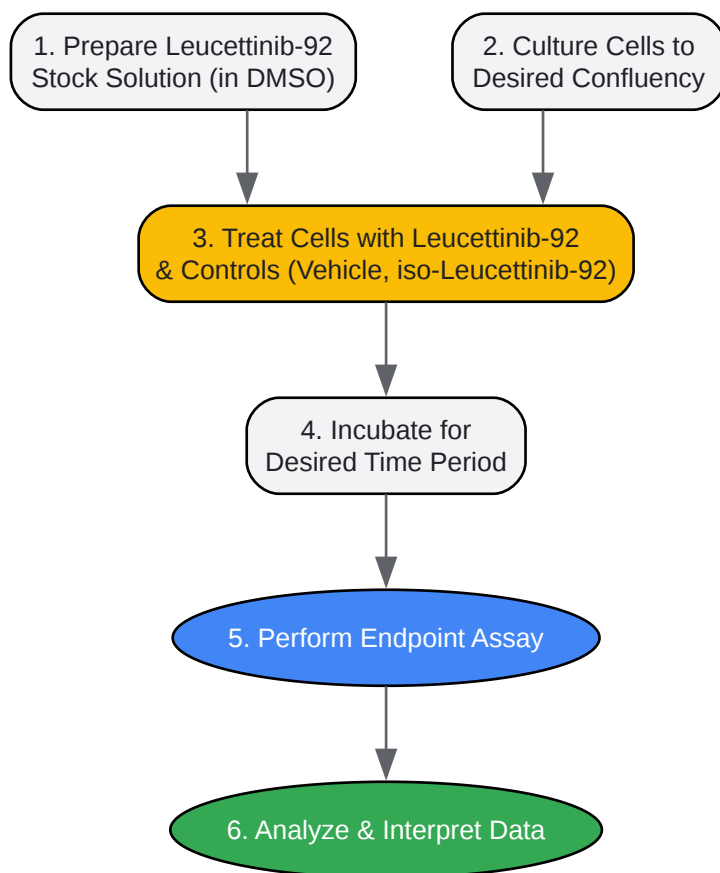 1. Prepare Leucettinib-92
Stock Solution (in DMSO)
2. Culture Cells to
Desired Confluency
3. Treat Cells with Leucettinib-92
& Controls (Vehicle, iso-Leucettinib-92)
4. Incubate for
Desired Time Period
5. Perform Endpoint Assay
6. Analyze & Interpret Data